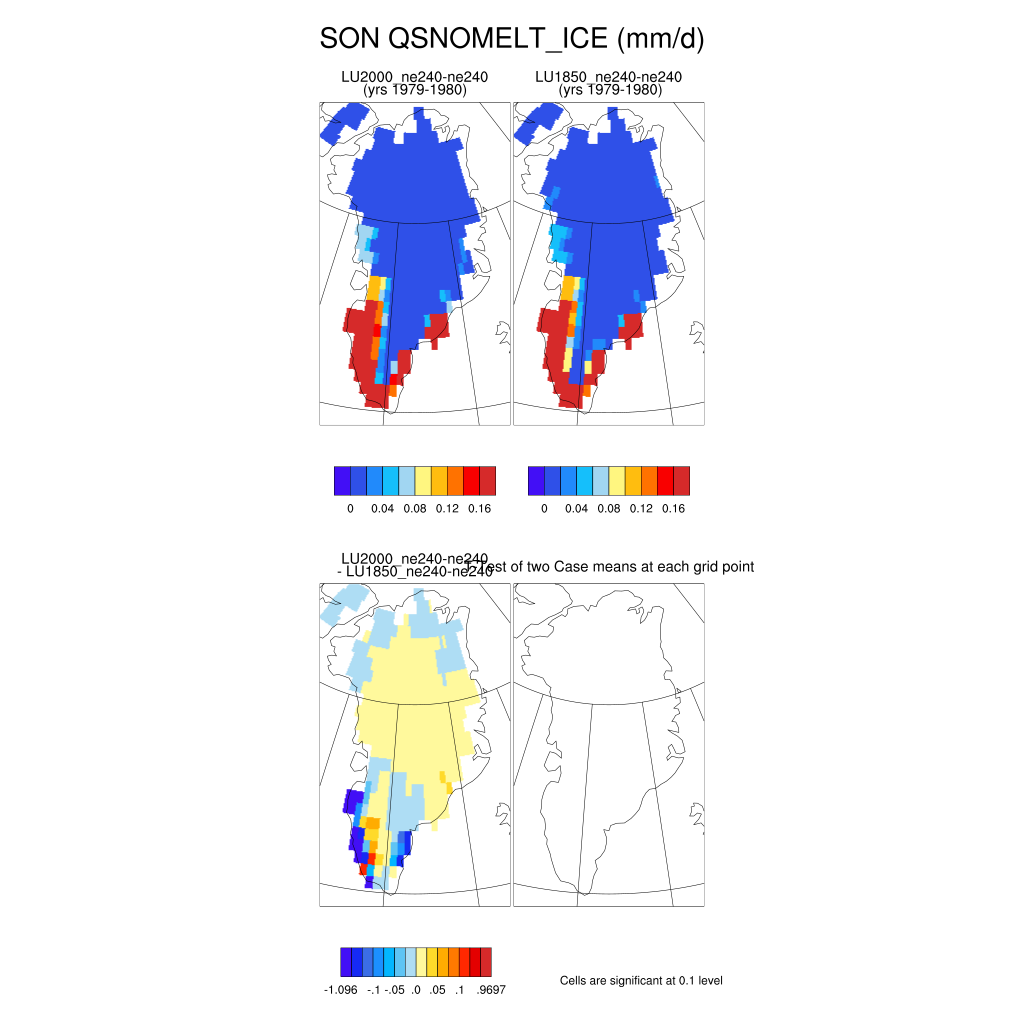 SON QSNOMELT_ICE (mm/d)
LU2000_ne240-ne240
(yrs 1979-1980)
LU1850_ne240-ne240
(yrs 1979-1980)
0 0.04 0.08 0.12 0.16
0 0.04 0.08 0.12 0.16
LU2000_ne240-ne240
- LU1850_ne240-ne240
T-Test of two Case means at each grid point
-1.096 -.1 -.05 .0 .05 .1 .9697
Cells are significant at 0.1 level